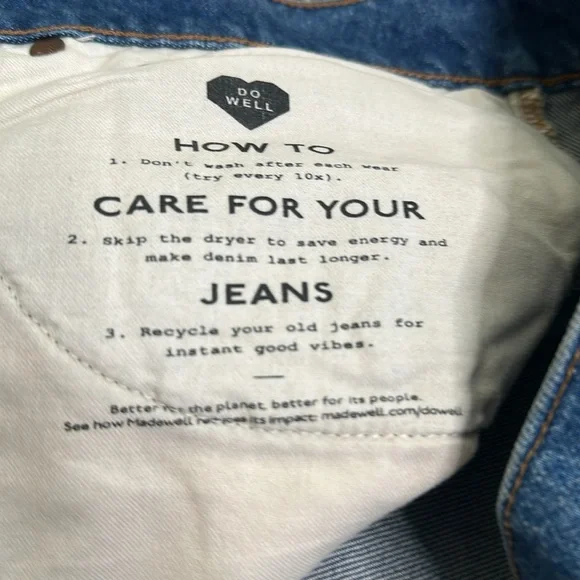 DO
WELL
HOW TO
1. Don't wash after each wear
(try every 10x).
CARE FOR YOUR
2. Skip the dryer to save energy and
make denim last longer.
JEANS
3. Recycle your old jeans for
instant good vibes.
Better for the planet, better for its people.
See how Madewell reduces its impact: madewell.com/dowell